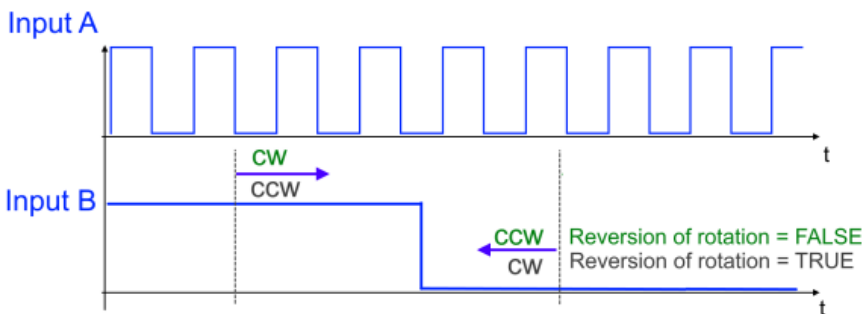 Input A
t
CW
CCW
Input B
CCW
CW
Reversion of rotation = FALSE
Reversion of rotation = TRUE
t